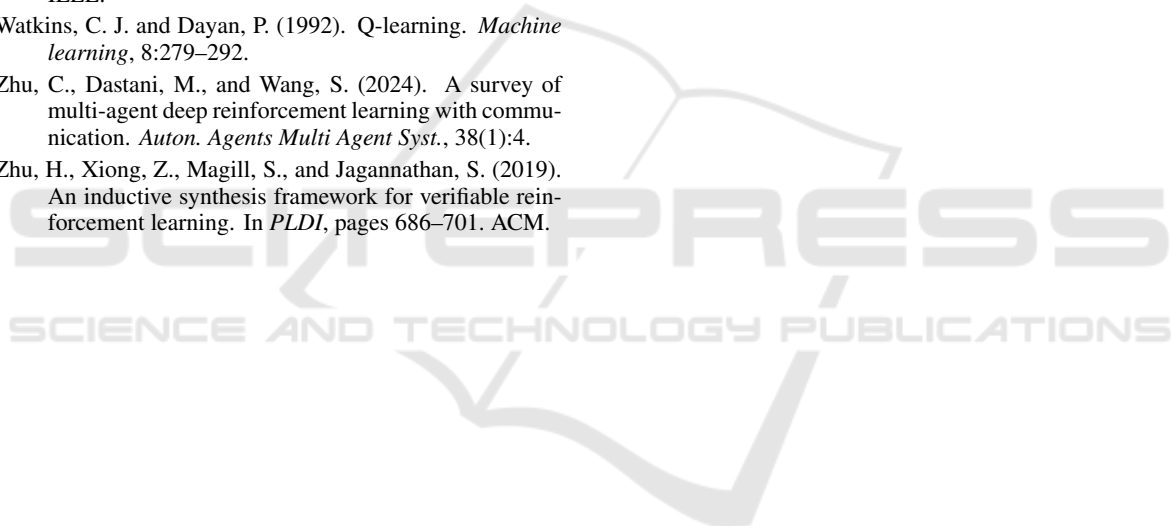 IEEE.
Watkins, C. J. and Dayan, P. (1992). Q-learning. Machine
learning, 8:279–292.
Zhu, C., Dastani, M., and Wang, S. (2024). A survey of
multi-agent deep reinforcement learning with commu-
nication. Auton. Agents Multi Agent Syst., 38(1):4.
Zhu, H., Xiong, Z., Magill, S., and Jagannathan, S. (2019).
An inductive synthesis framework for verifiable rein-
forcement learning. In PLDI, pages 686–701. ACM.
SCITEPRESS
SCIENCE AND TECHNOLOGY PUBLICATIONS